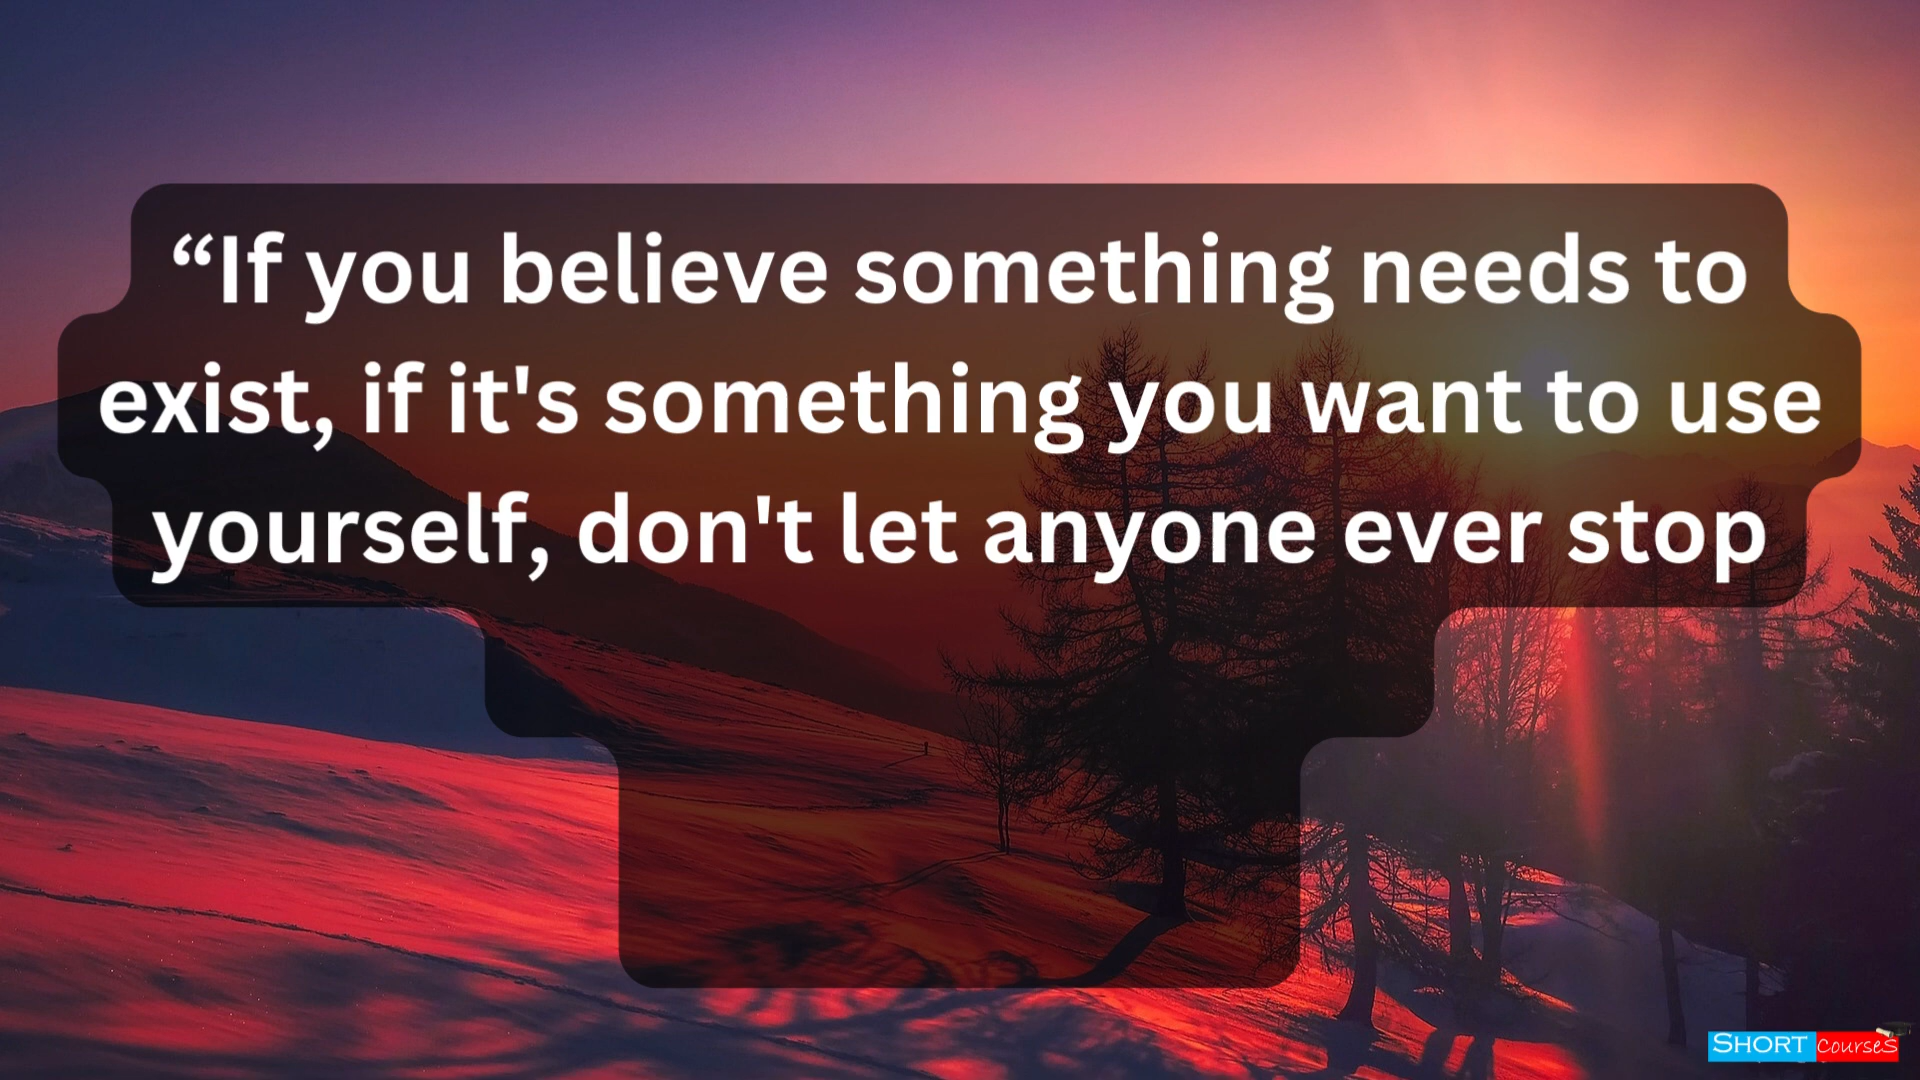 “If you believe something needs to
exist, if it's something you want to use
yourself, don't let anyone ever stop
SHORT courses